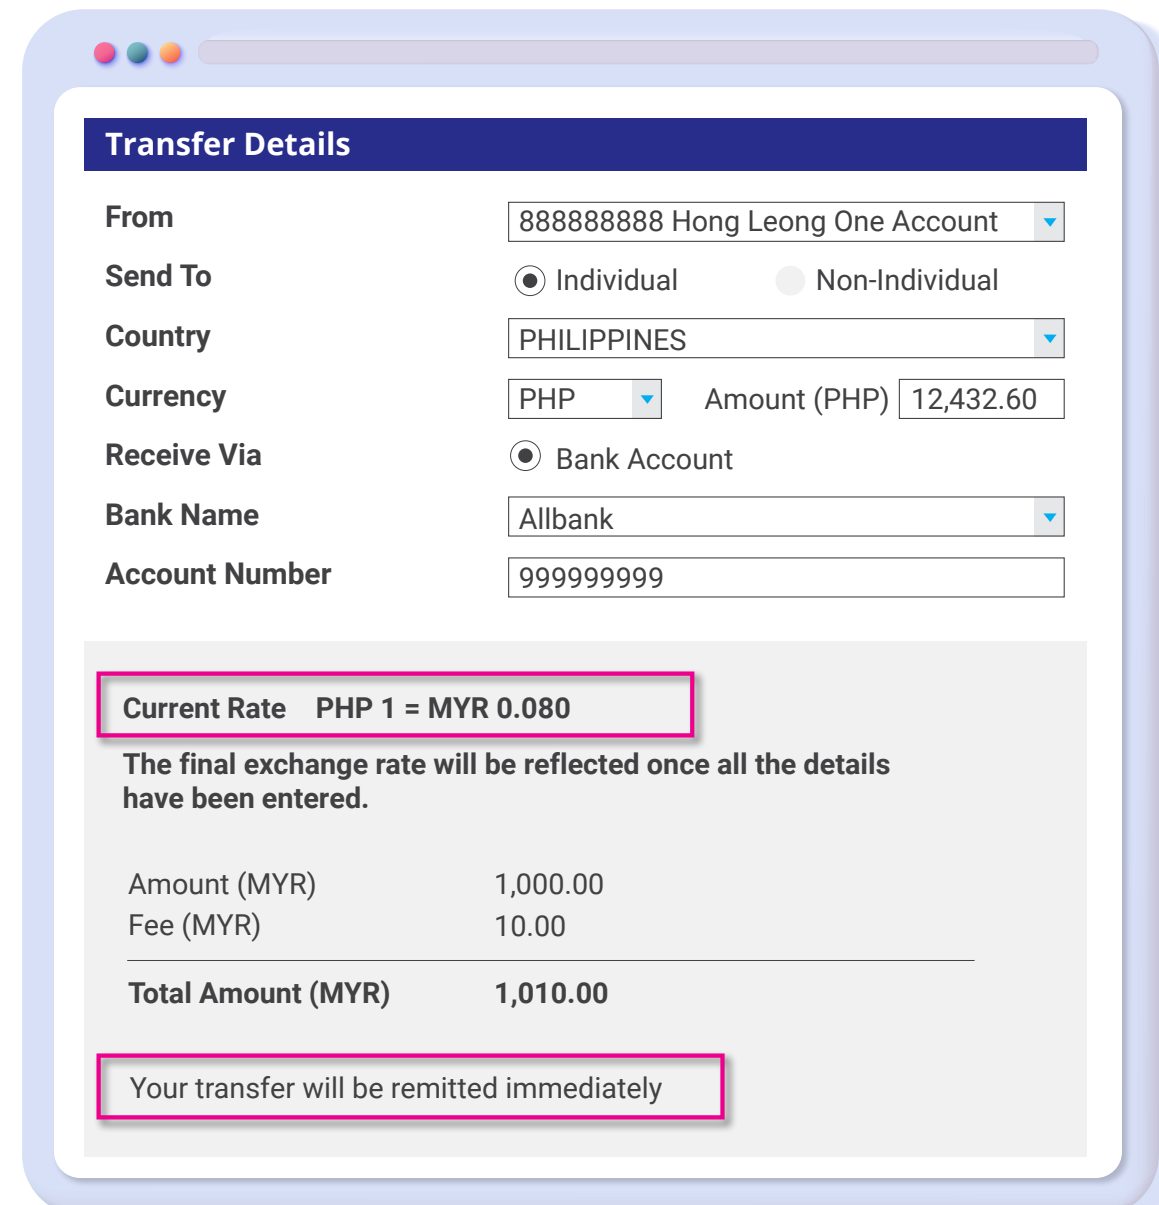 Transfer Details
From 888888888 Hong Leong One Account
Send To Individual Non-Individual
Country PHILIPPINES
Currency PHP Amount (PHP) 12,432.60
Receive Via Bank Account
Bank Name Allbank
Account Number 999999999
Current Rate PHP 1 = MYR 0.080
The final exchange rate will be reflected once all the details
have been entered.
Amount (MYR) 1,000.00
Fee (MYR) 10.00
Total Amount (MYR) 1,010.00
Your transfer will be remitted immediately